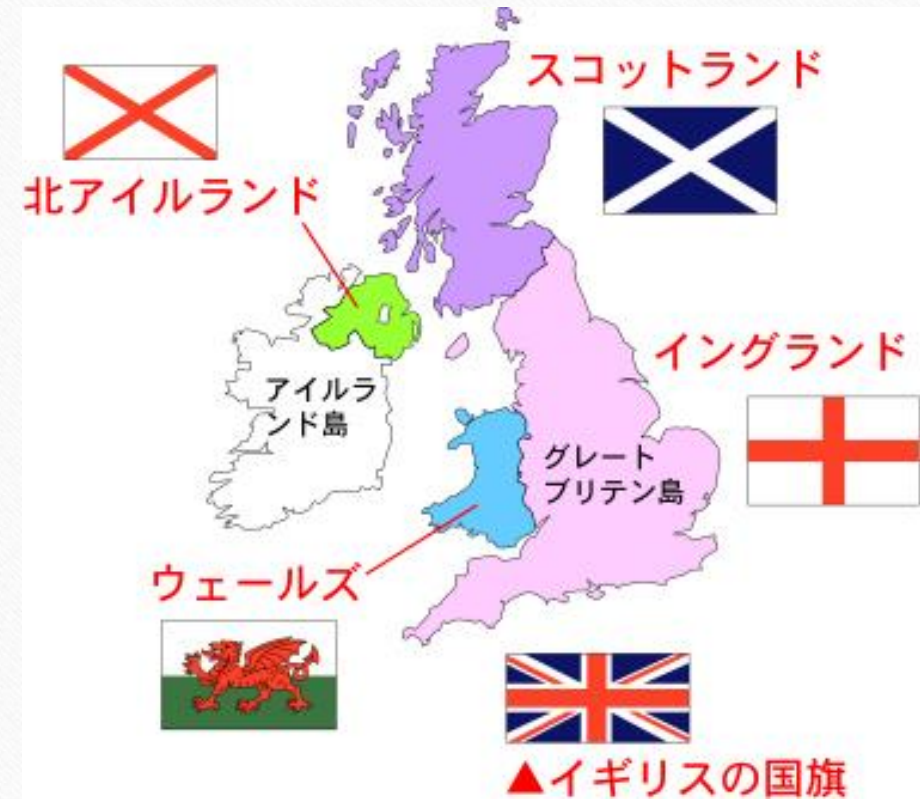 スコットランド
北アイルランド
イングランド
アイルラ
ンド島
グレート
ブリテン島
ウェールズ
▲イギリスの国旗